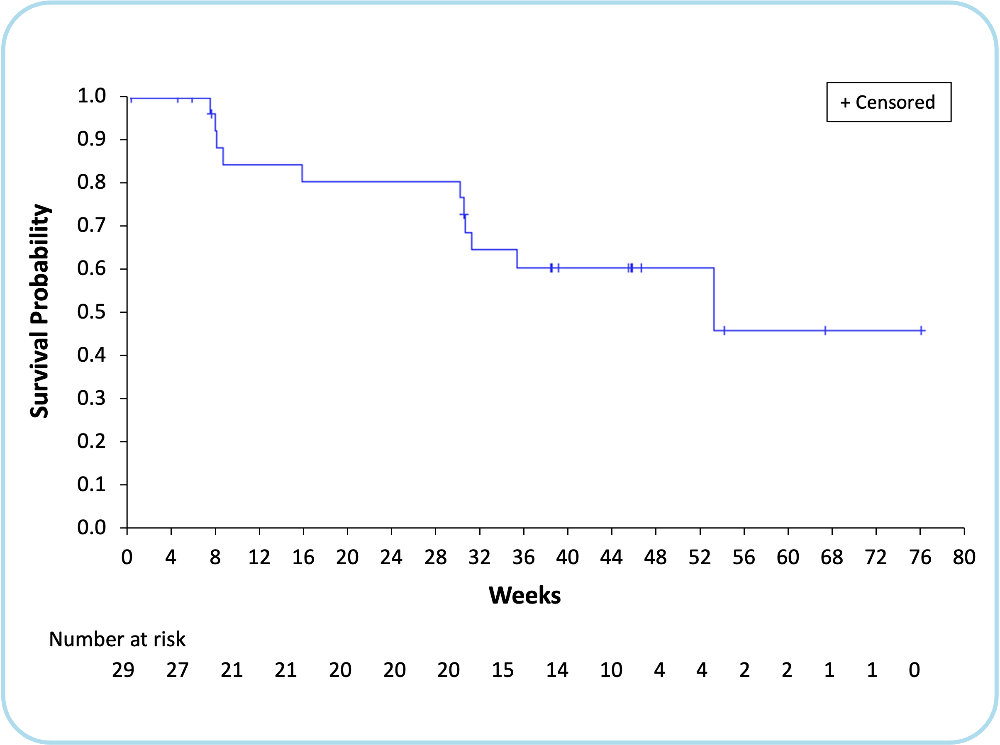 + Censored
1.0
0.9
0.8
0.7
0.6
0.5
0.4
0.3
0.2
0.1
0.0
Survival Probability
0 4 8 12 16 20 24 28 32 36 40 44 48 52 56 60 68 72 76 80
Weeks
Number at risk
29 27 21 21 20 20 20 15 14 10 4 4 2 2 1 1 0